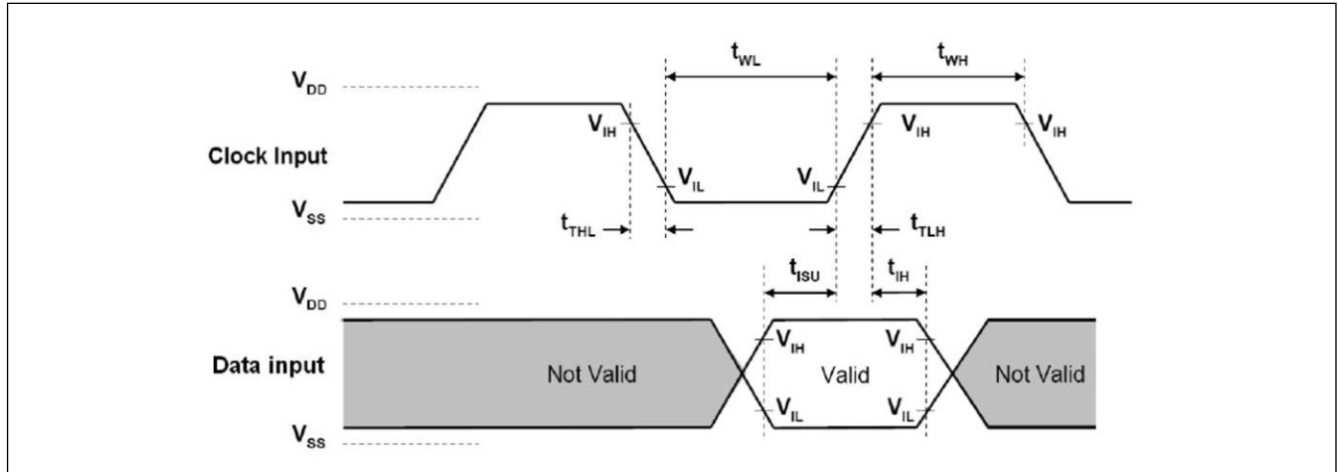 t_WL t_WH
V_DD
V_IH V_IH V_IH
Clock Input
V_IL V_IL
V_SS
t_THL t_TLH
t_ISU t_IH
V_DD
V_IH V_IH
Data input Not Valid Valid Not Valid
V_IL V_IL
V_SS